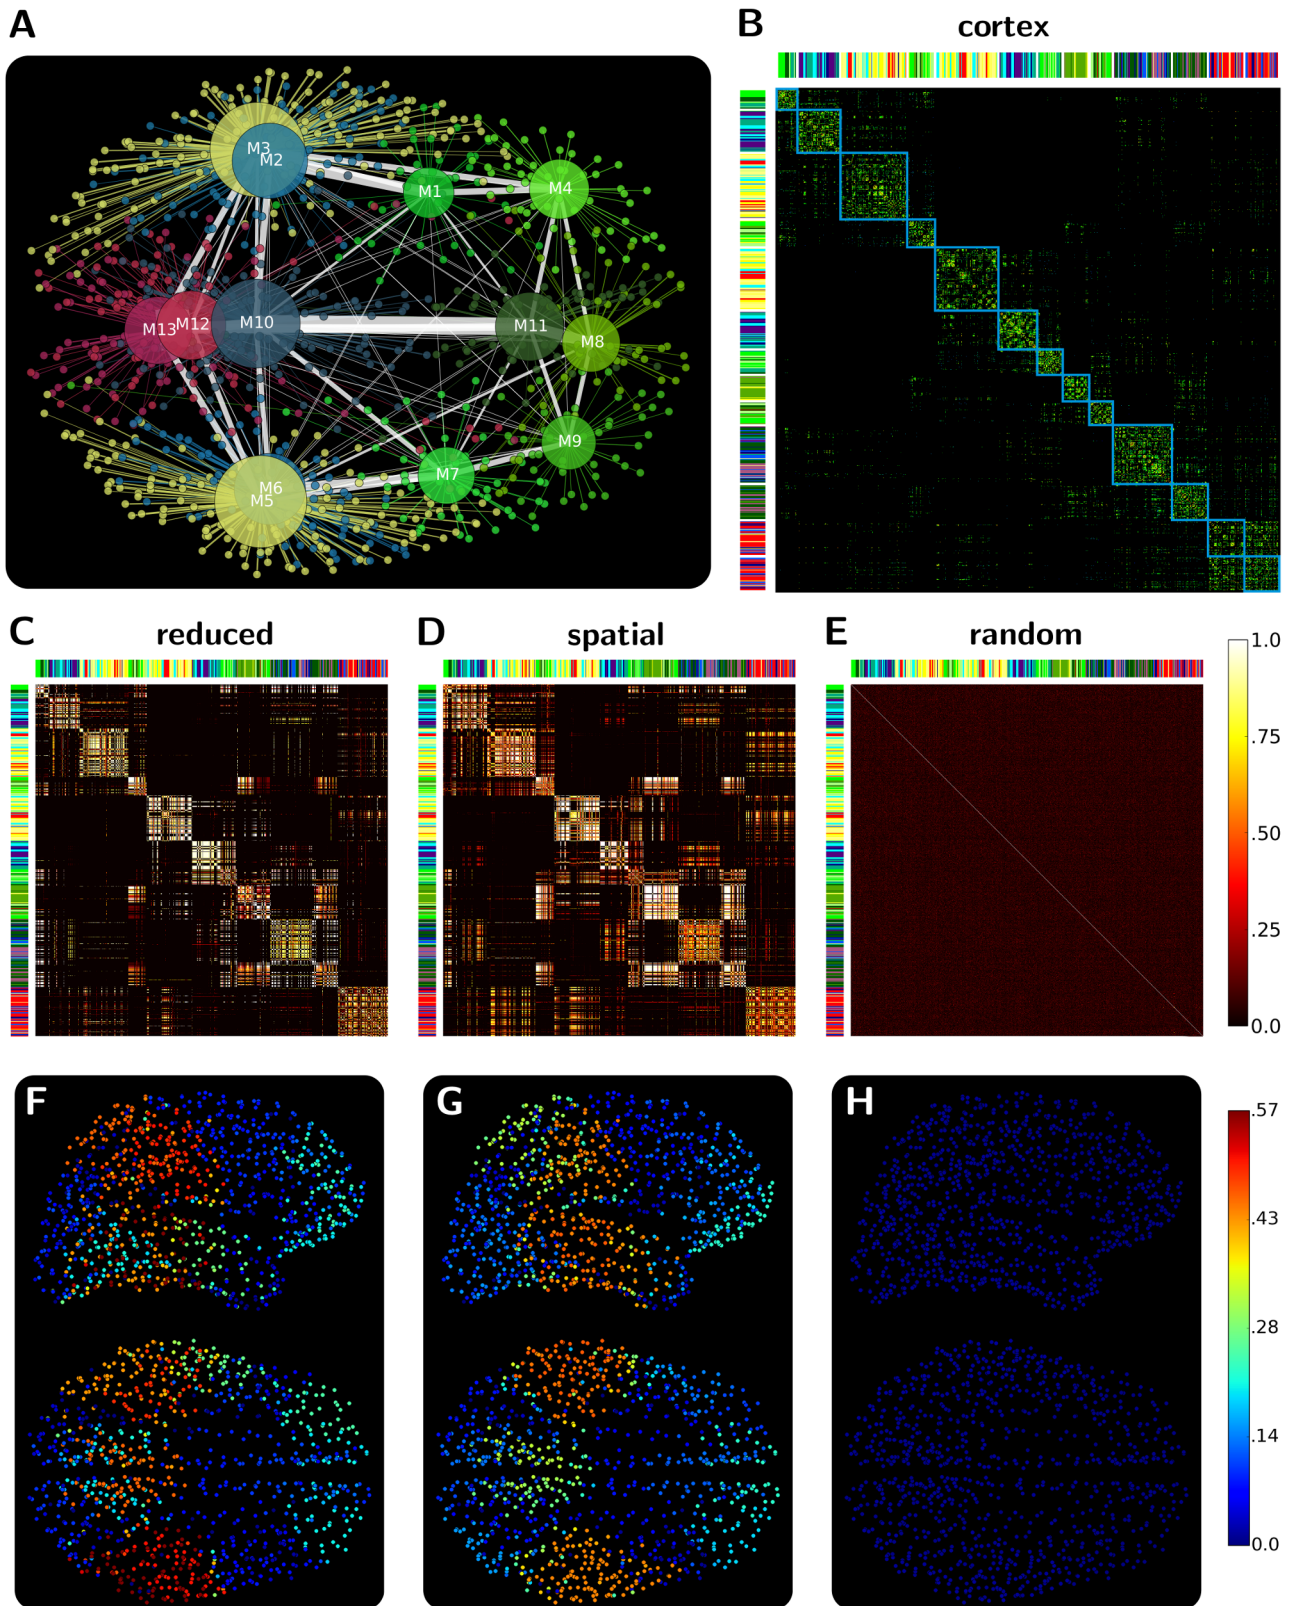 A
B
cortex
M3
M2
M1
M4
M13
M12
M10
M11
M8
M9
M7
M6
M5
C
reduced
D
spatial
E
random
1.0
.75
.50
.25
0.0
F
G
H
.57
.43
.28
.14
0.0